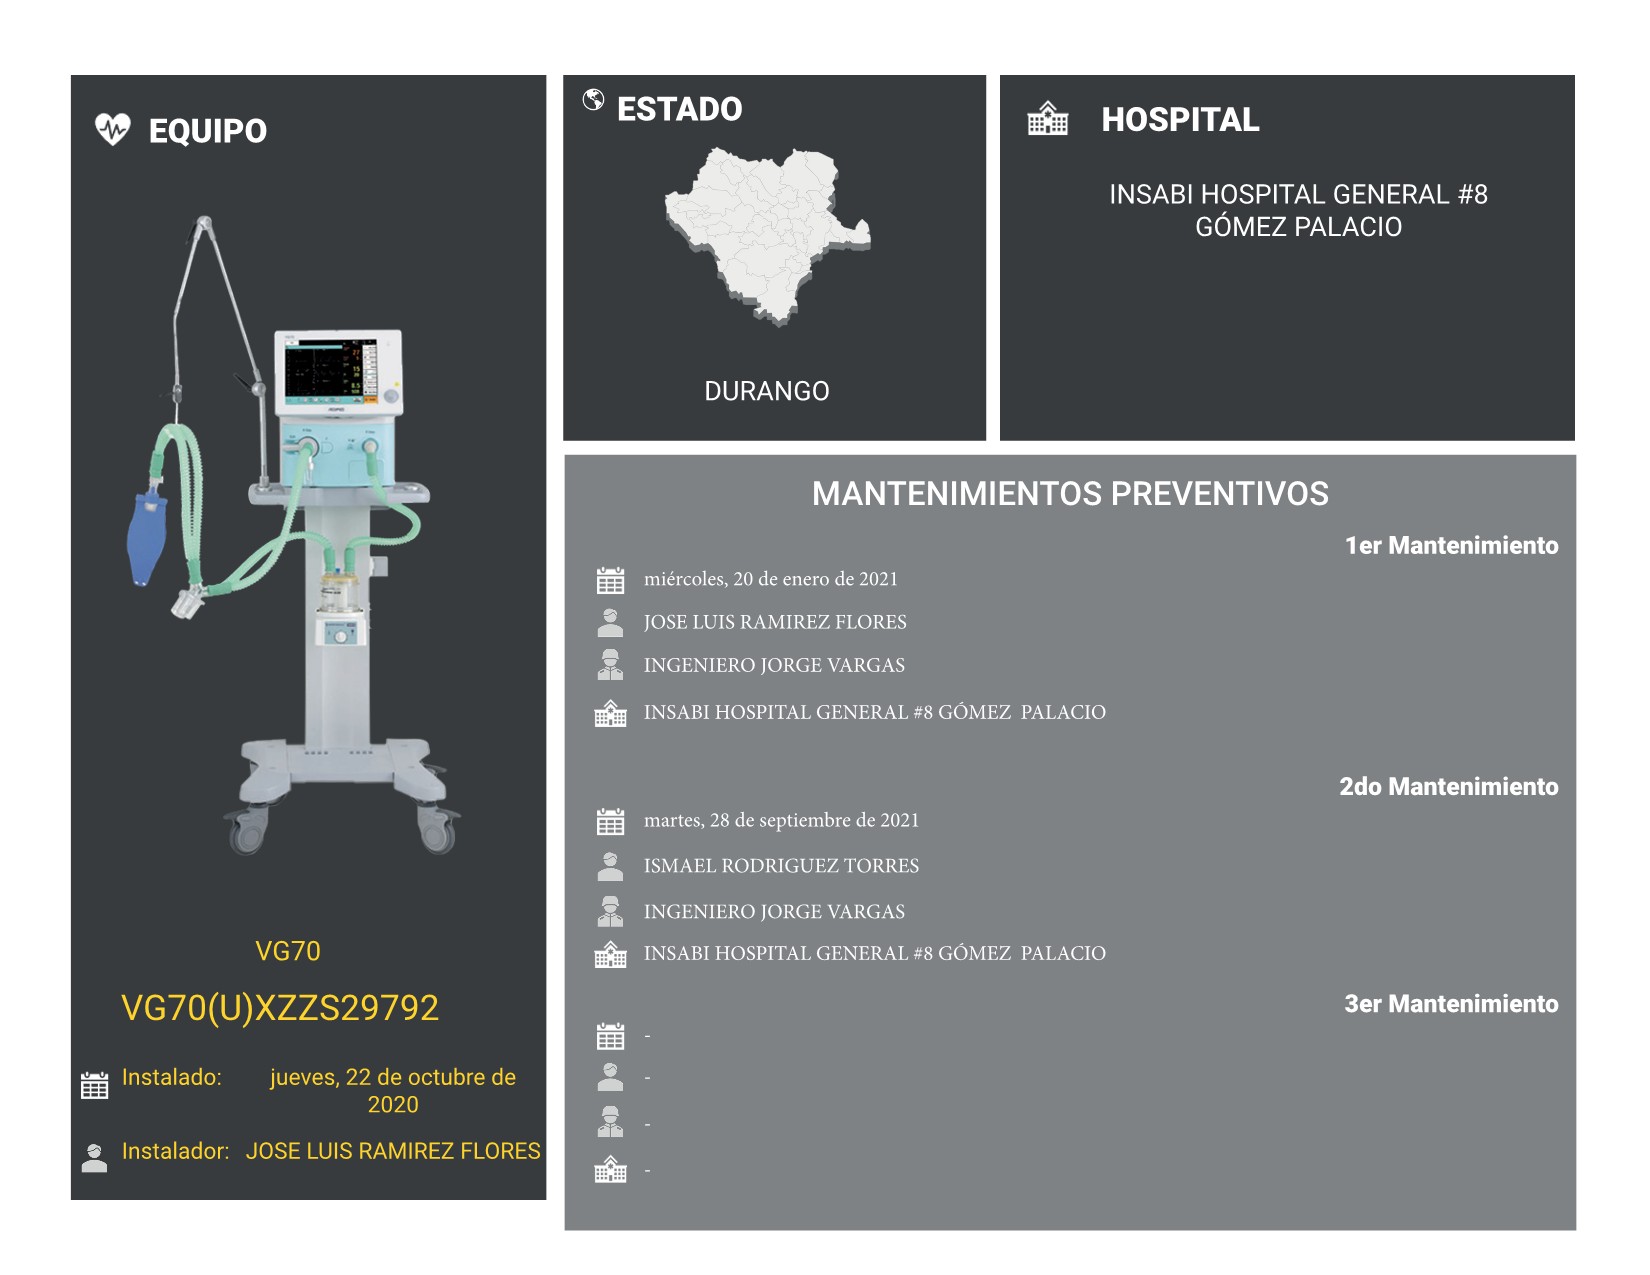 EQUIPO
VG70
VG70(U)XZZS29792
Instalado: jueves, 22 de octubre de
2020
Instalador: JOSE LUIS RAMIREZ FLORES
ESTADO
DURANGO
HOSPITAL
INSABI HOSPITAL GENERAL #8
GÓMEZ PALACIO
MANTENIMIENTOS PREVENTIVOS
1er Mantenimiento
miércoles, 20 de enero de 2021
JOSE LUIS RAMIREZ FLORES
INGENIERO JORGE VARGAS
INSABI HOSPITAL GENERAL #8 GÓMEZ  PALACIO
2do Mantenimiento
martes, 28 de septiembre de 2021
ISMAEL RODRIGUEZ TORRES
INGENIERO JORGE VARGAS
INSABI HOSPITAL GENERAL #8 GÓMEZ  PALACIO
3er Mantenimiento
-
-
-
-